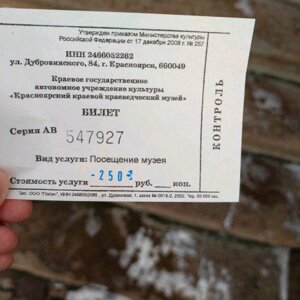 Утвержден приказом Министерства культуры
Российской Федерации от 17 декабря 2008 г. № 257
ИНН 2466052262
ул. Дубровинского, 84, г. Красноярск, 660049
Краевое государственное
автономное учреждение культуры
«Красноярский краевой краеведческий музей»
БИЛЕТ
Серия АВ 547927
Вид услуги: Посещение музея
Стоимость услуги -250= руб. коп.
КОНТРОЛЬ